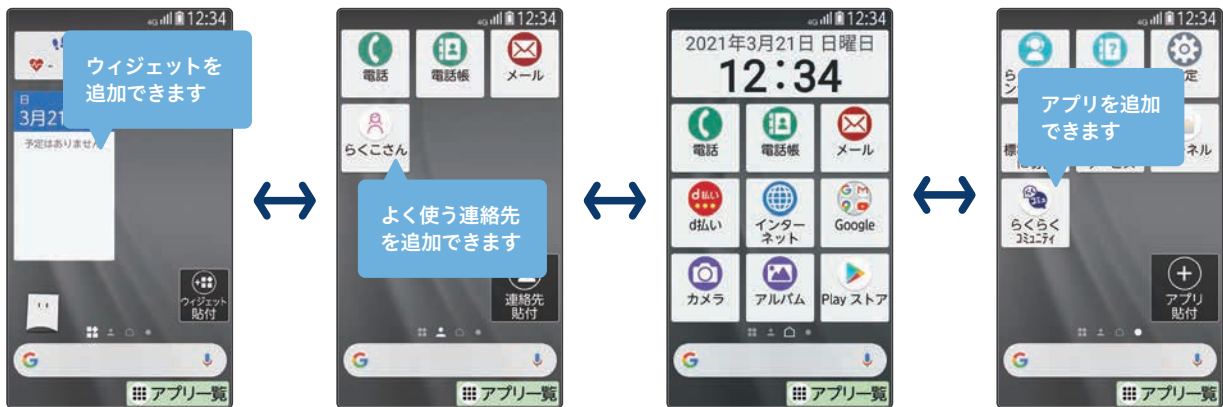 4G 12:34
ウィジェットを
追加できます
日
3月21
予定はありません
ウィジェット
貼付
アプリ一覧
4G 12:34
電話
電話帳
メール
らくこさん
よく使う連絡先
を追加できます
連絡先
貼付
アプリ一覧
4G 12:34
2021年3月21日 日曜日
12:34
電話
電話帳
メール
d払い
d払い
インター
ネット
Google
カメラ
アルバム
Play ストア
アプリ一覧
4G 12:34
アプリを追加
できます
らくらく
コミュニティ
アプリ
貼付
アプリ一覧